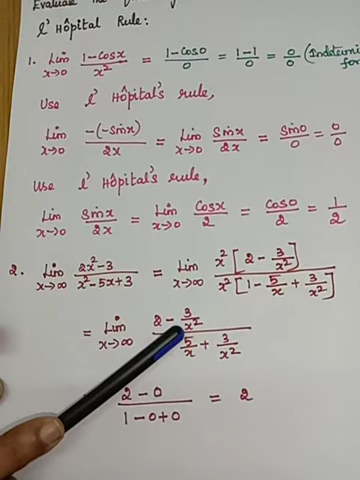 Evaluate the
l' Hôpital Rule:
1. Lim x→0 (1-cosx)/x² = (1-cos0)/0 = (1-1)/0 = 0/0 (Indetermi
for
Use l' Hôpital's rule,
Lim x→0 -(-sinx)/2x = Lim x→0 sinx/2x = sin0/0 = 0/0
Use l' Hôpital's rule,
Lim x→0 sinx/2x = Lim x→0 cosx/2 = cos0/2 = 1/2
2. Lim x→∞ (2x²-3)/(x²-5x+3) = Lim x→∞ x²[2 - 3/x²]/x²[1 - 5/x + 3/x²]
= Lim x→∞ (2 - 3/x²)/(5/x + 3/x²)
(2-0)/(1-0+0) = 2